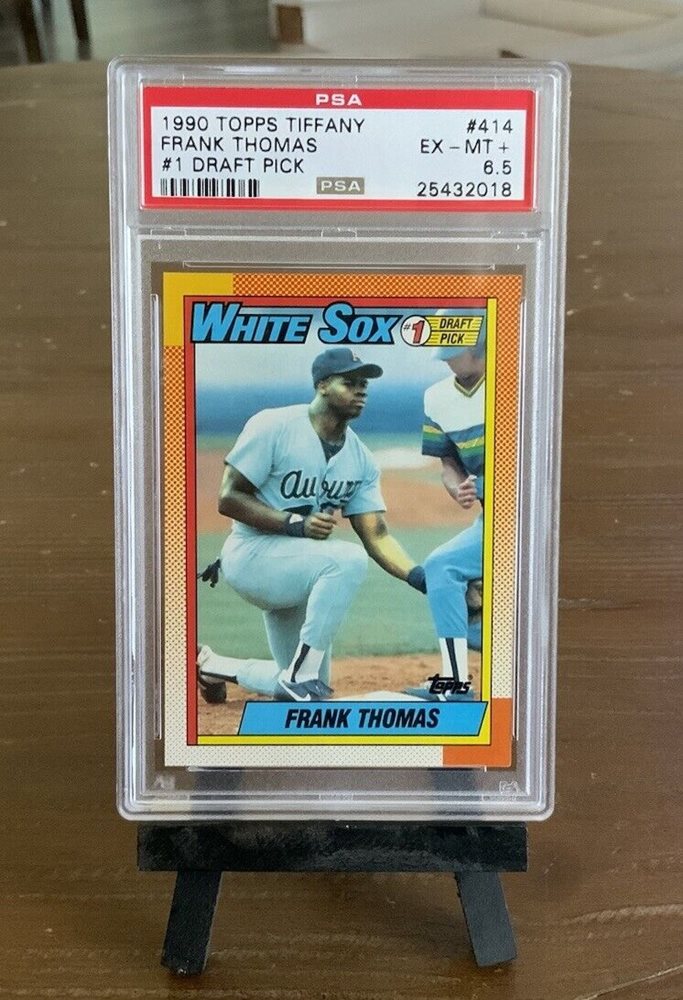 PSA
1990 TOPPS TIFFANY #414
FRANK THOMAS EX - MT +
#1 DRAFT PICK 6.5
PSA 25432018
WHITE SOX #1 DRAFT PICK
Auburn
topps
FRANK THOMAS